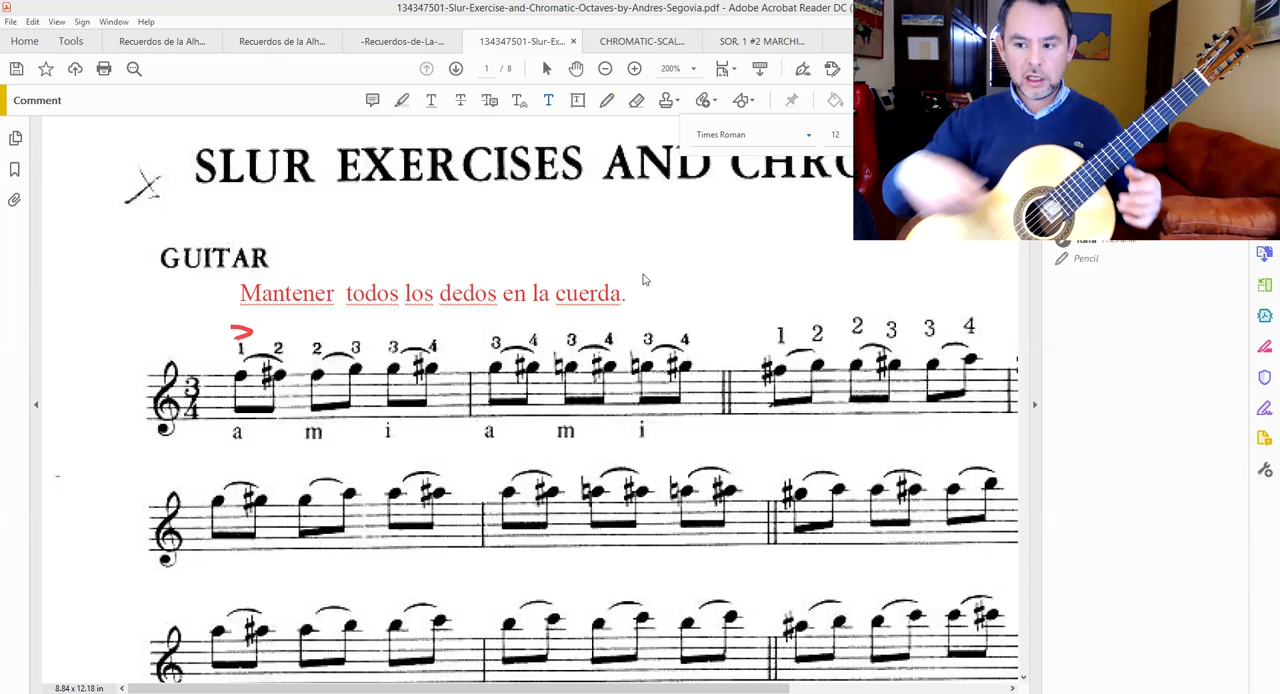 134347501-Slur-Exercise-and-Chromatic-Octaves-by-Andres-Segovia.pdf - Adobe Acrobat Reader DC (
File Edit View Sign Window Help
Home Tools Recuerdos de la Alh... Recuerdos de la Alh... -Recuerdos-de-La-... 134347501-Slur-Ex... × CHROMATIC-SCAL... SOR, 1 #2 MARCHI...
1 / 200%
Comment
Times Roman 12
SLUR EXERCISES AND CHRO
GUITAR
Pencil
Mantener todos los dedos en la cuerda.
>
1 2 2 3 3 4 3 4 3 4 3 4 1 2 2 3 3 4
3
4
a m i a m i
8.84 x 12.18 in